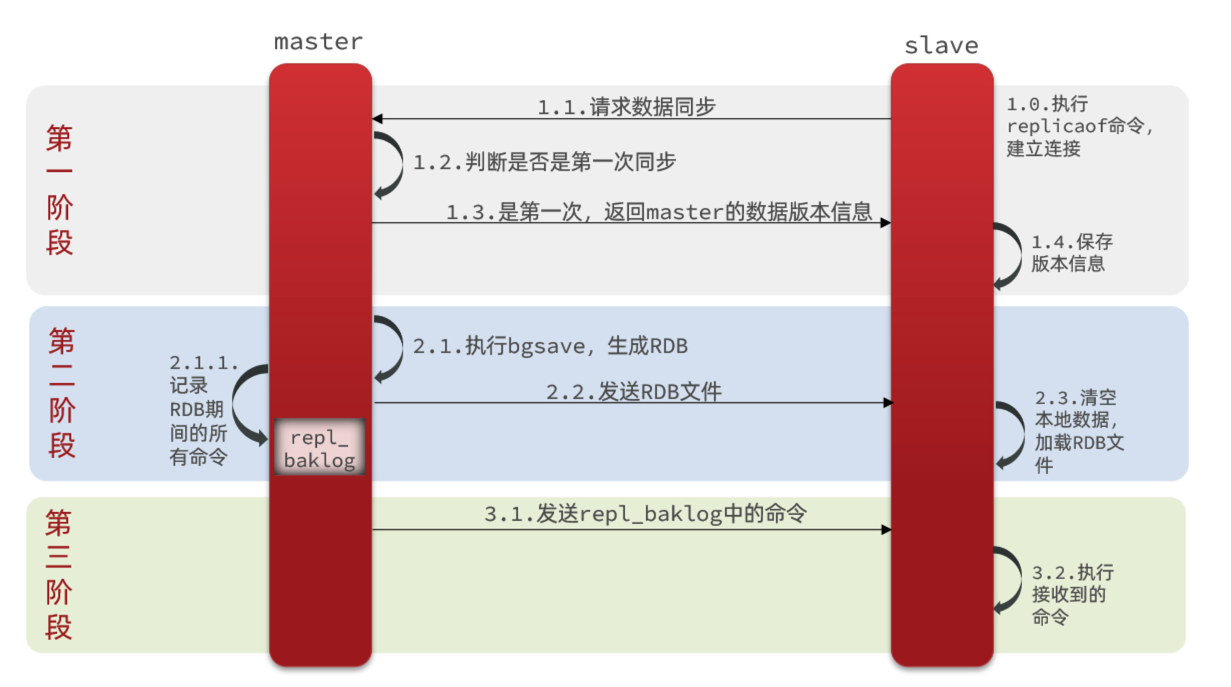 master
slave
第一阶段
1.0.执行
replicaof命令，
建立连接
1.1.请求数据同步
1.2.判断是否是第一次同步
1.3.是第一次，返回master的数据版本信息
1.4.保存
版本信息
第二阶段
2.1.执行bgsave，生成RDB
2.1.1.
记录
RDB期
间的所
有命令
repl_
baklog
2.2.发送RDB文件
2.3.清空
本地数据，
加载RDB文
件
第三阶段
3.1.发送repl_baklog中的命令
3.2.执行
接收到的
命令